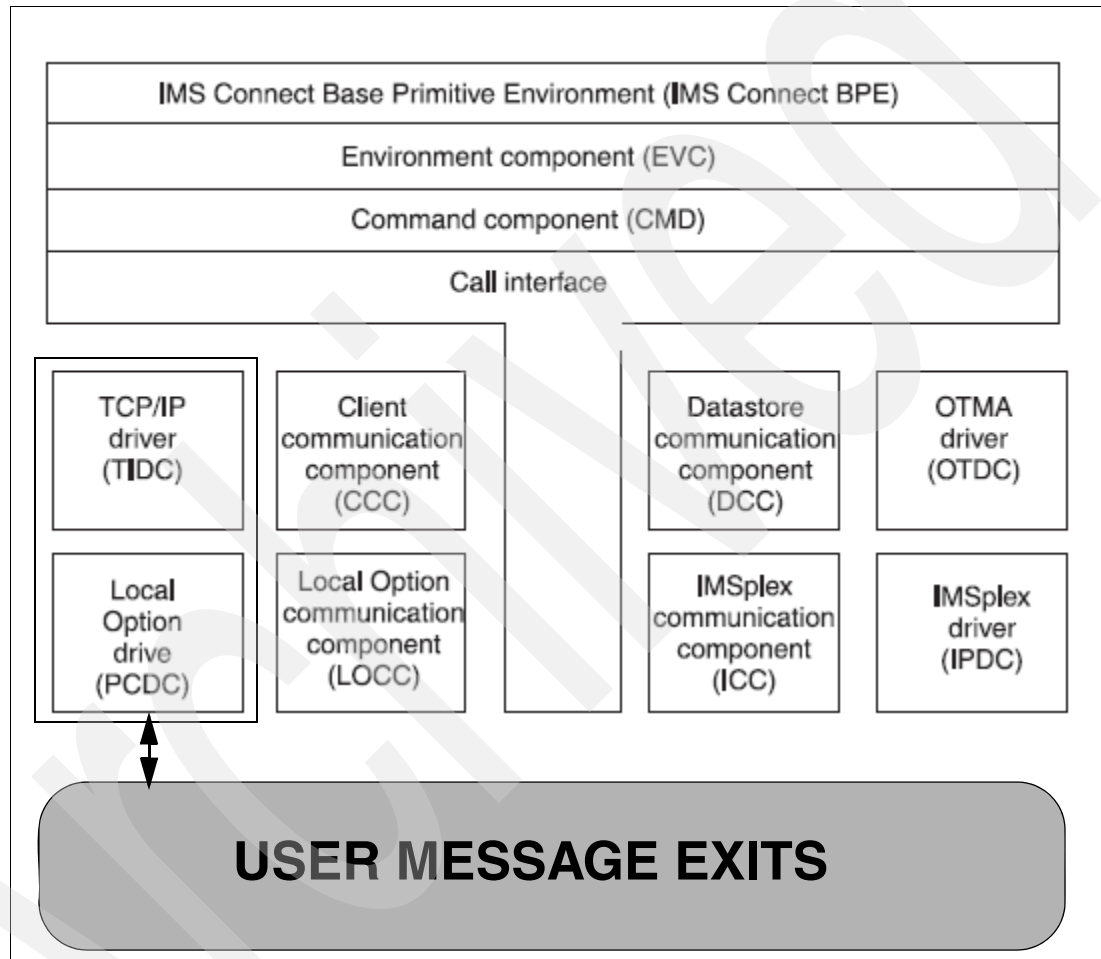 IMS Connect Base Primitive Environment (IMS Connect BPE)
Environment component (EVC)
Command component (CMD)
Call interface
TCP/IP
driver
(TIDC)
Client
communication
component
(CCC)
Datastore
communication
component
(DCC)
OTMA
driver
(OTDC)
Local
Option
drive
(PCDC)
Local Option
communication
component
(LOCC)
IMSplex
communication
component
(ICC)
IMSplex
driver
(IPDC)
USER MESSAGE EXITS